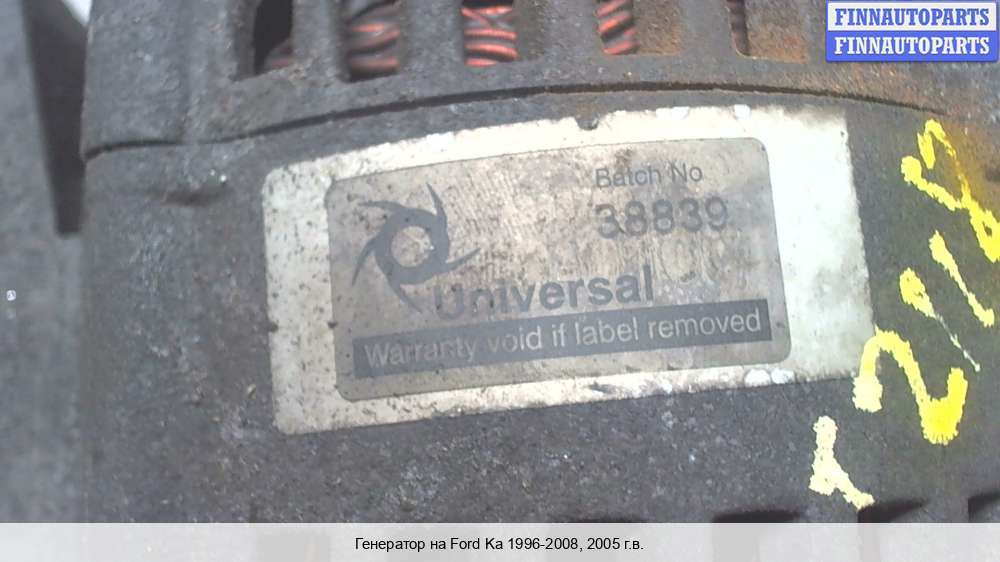 FINNAUTOPARTS
FINNAUTOPARTS
Batch No
38839
Universal
Warranty void if label removed
Генератор на Ford Ka 1996-2008, 2005 г.в.